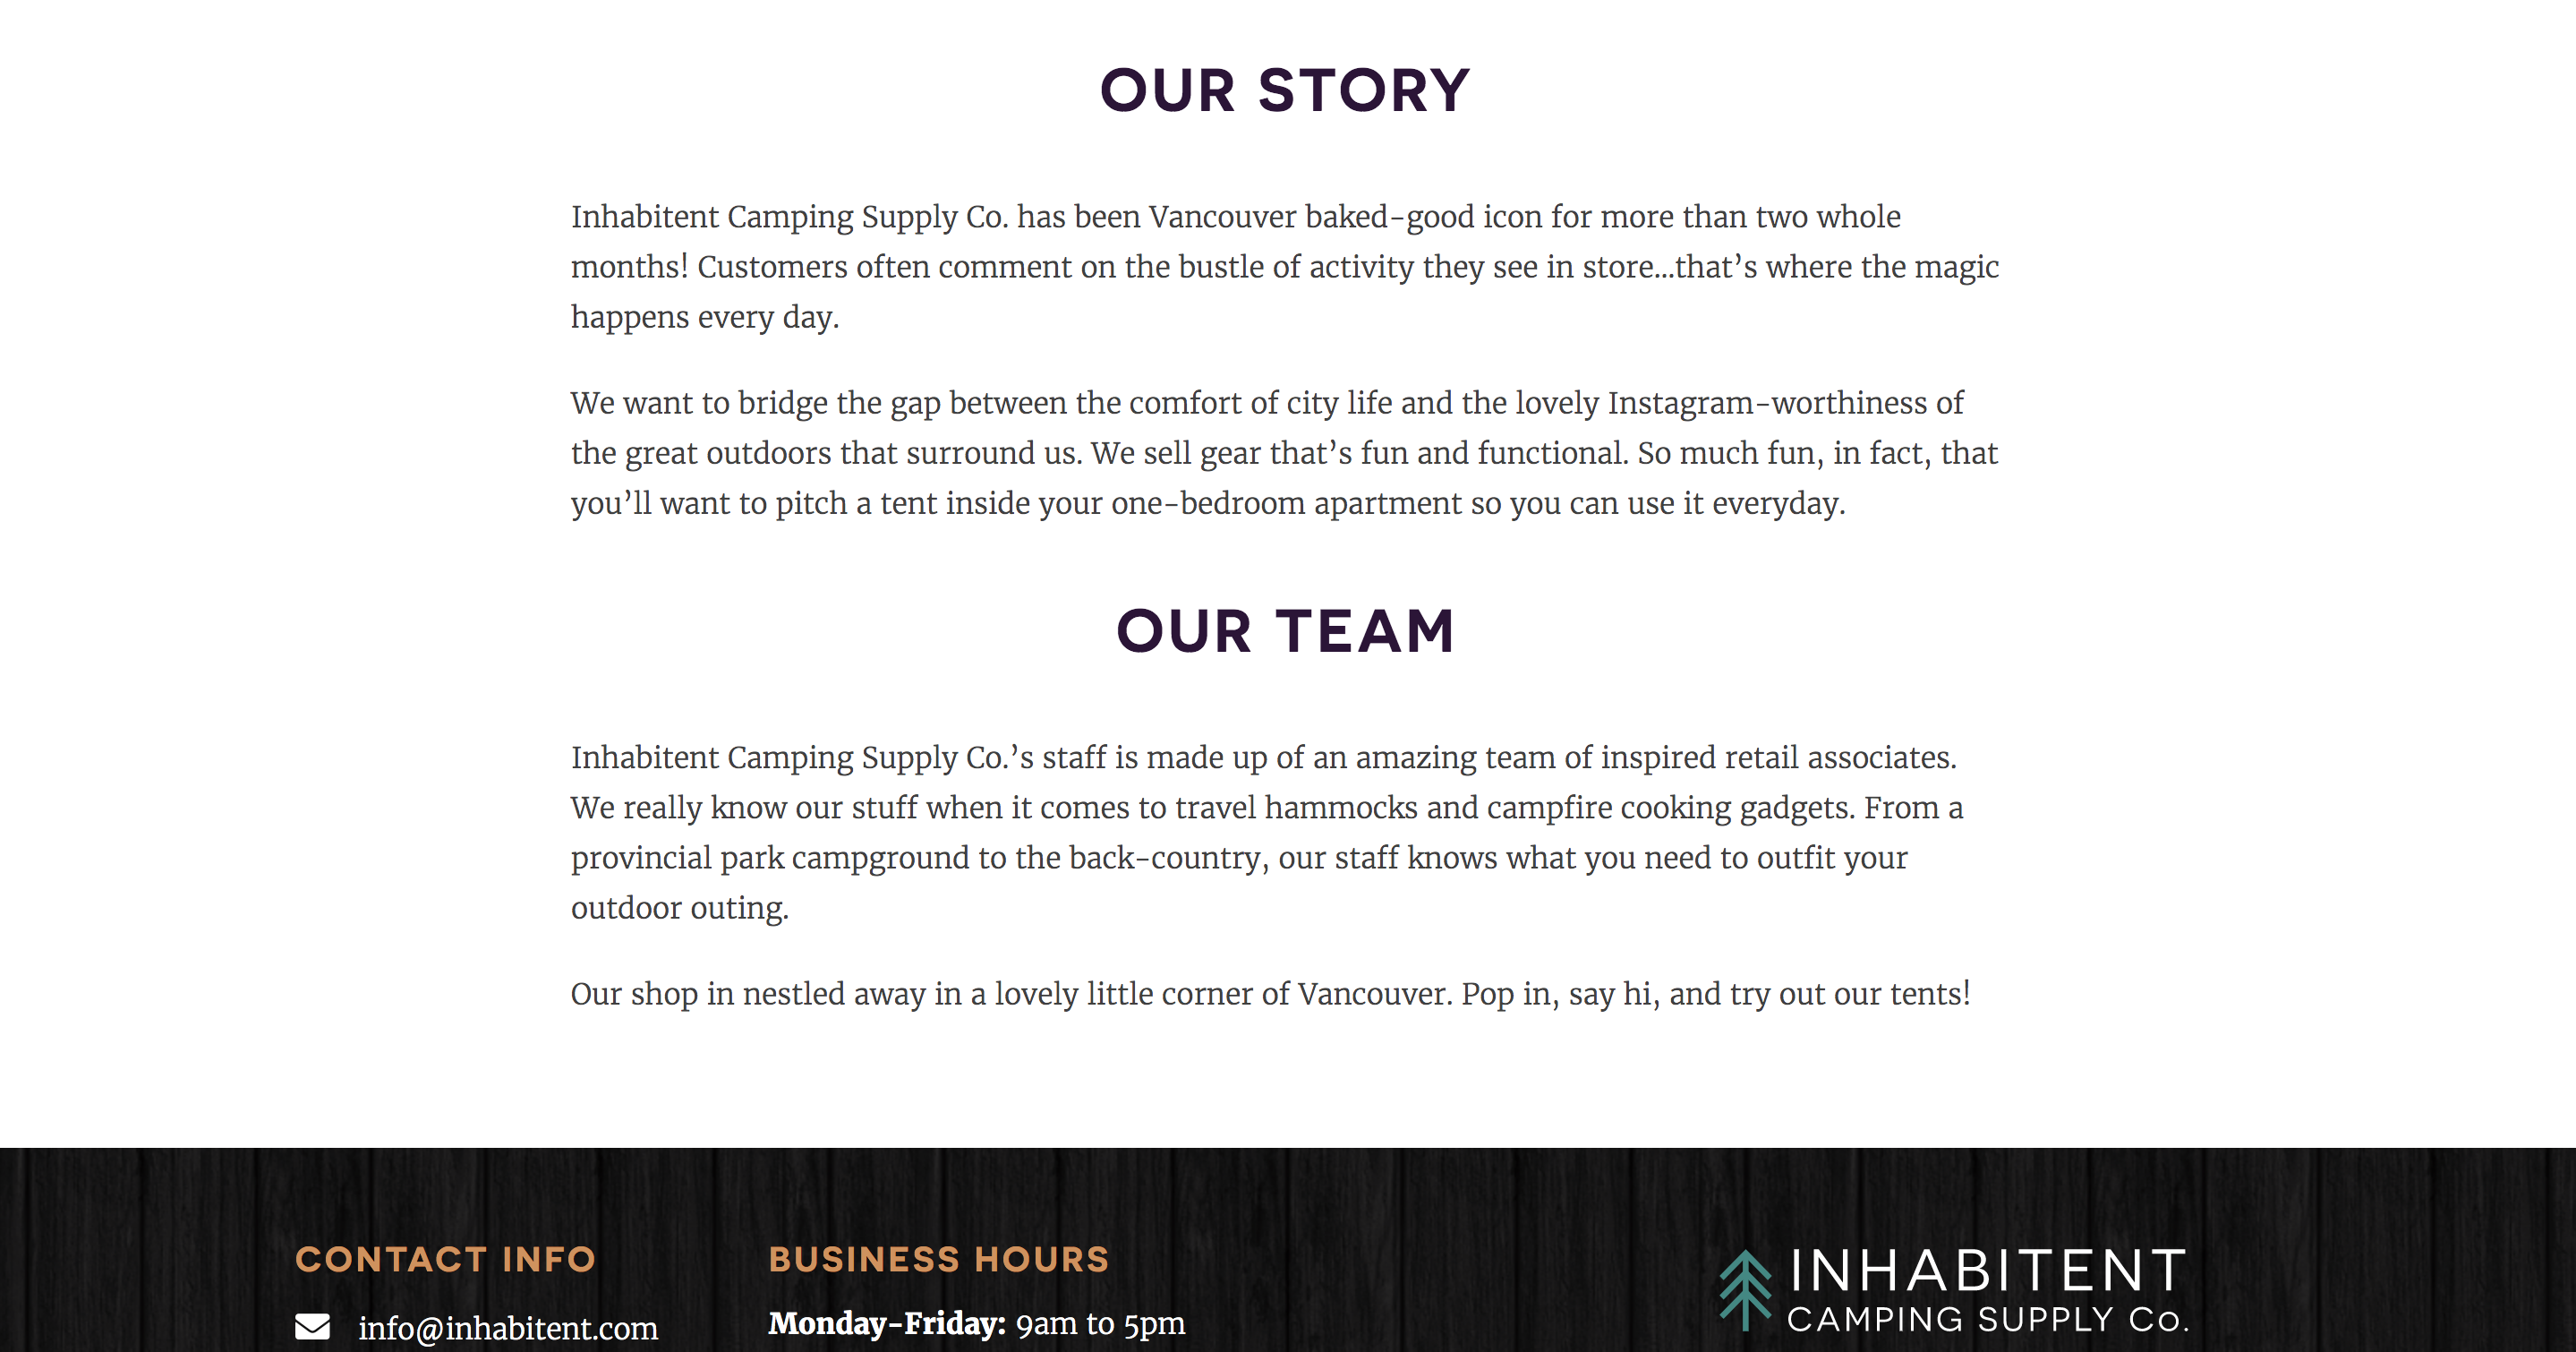 OUR STORY
Inhabitent Camping Supply Co. has been Vancouver baked-good icon for more than two whole
months! Customers often comment on the bustle of activity they see in store...that’s where the magic
happens every day.
We want to bridge the gap between the comfort of city life and the lovely Instagram-worthiness of
the great outdoors that surround us. We sell gear that’s fun and functional. So much fun, in fact, that
you’ll want to pitch a tent inside your one-bedroom apartment so you can use it everyday.
OUR TEAM
Inhabitent Camping Supply Co.’s staff is made up of an amazing team of inspired retail associates.
We really know our stuff when it comes to travel hammocks and campfire cooking gadgets. From a
provincial park campground to the back-country, our staff knows what you need to outfit your
outdoor outing.
Our shop in nestled away in a lovely little corner of Vancouver. Pop in, say hi, and try out our tents!
CONTACT INFO
info@inhabitent.com
BUSINESS HOURS
Monday-Friday: 9am to 5pm
INHABITENT
CAMPING SUPPLY Co.